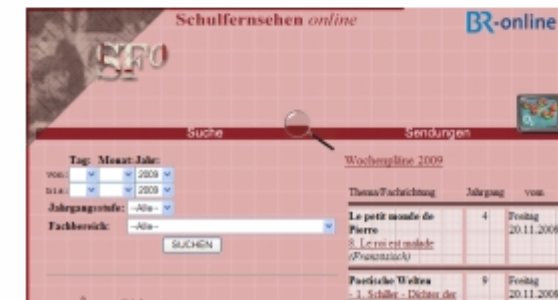 Schulfernsehen online
BR-online
SF
Suche
Sendungen
Tag: Monat: Jahr:
von: 2009
bis: 2009
Jahrgangsstufe: --Alle--
Fachbereich: --Alle--
SUCHEN
Wochenpläne 2009
Thema/Fachrichtung Jahrgang vom
Le petit monde de 4 Freitag
Pierre 20.11.2009
8. Le roi est malade
(Französisch)
Poetische Welten 9 Freitag
- 1. Schiller - Dichter der 20.11.2009